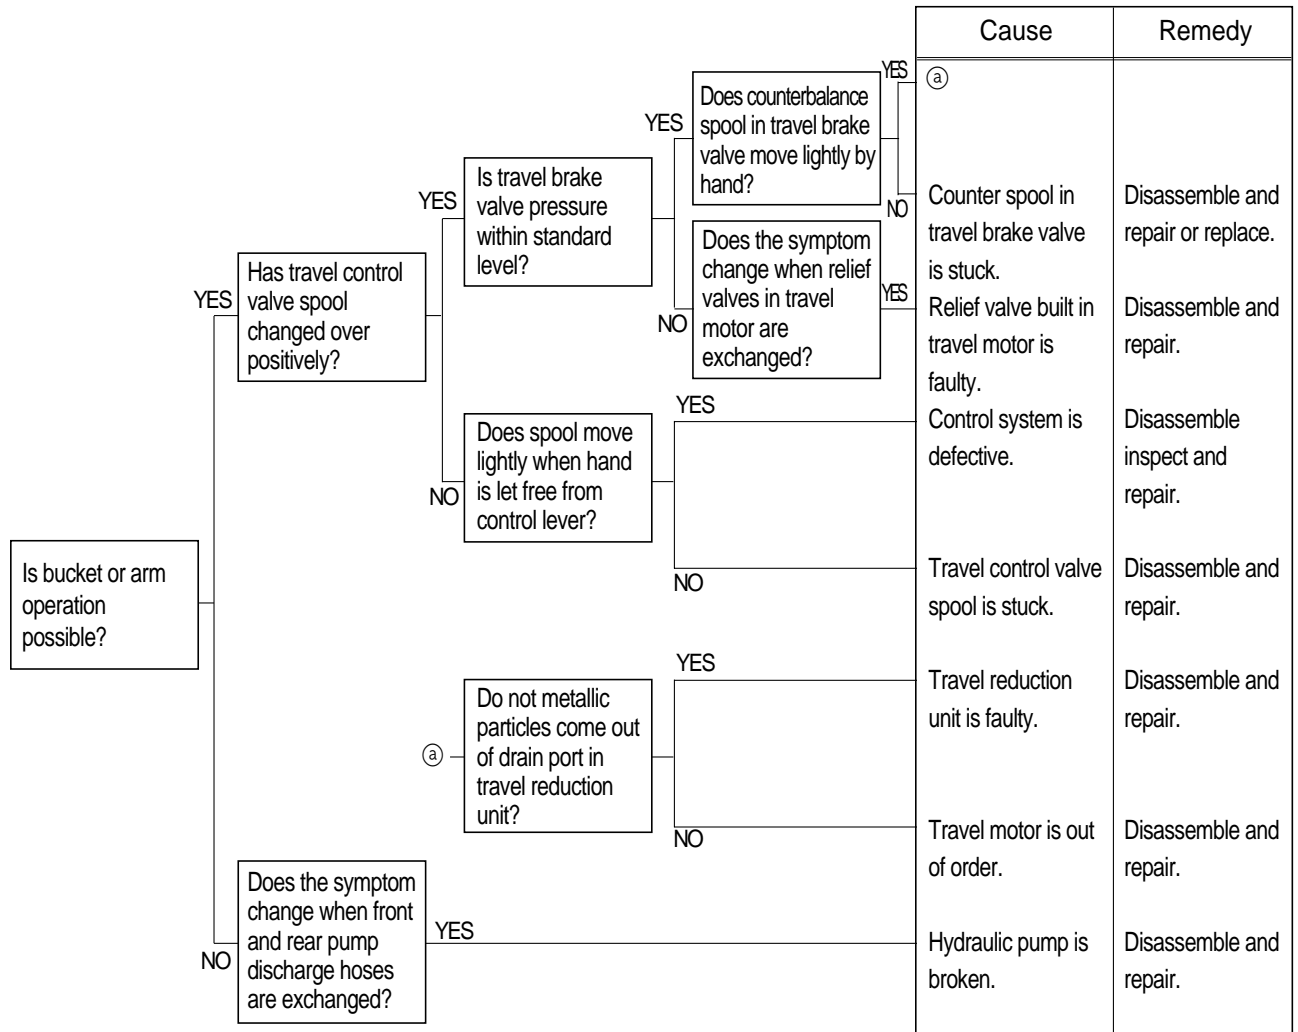 Cause
Remedy
YES
ⓐ
Does counterbalance
spool in travel brake
valve move lightly by
hand?
YES
NO
Is travel brake
valve pressure
within standard
level?
YES
Counter spool in
travel brake valve
is stuck.
Disassemble and
repair or replace.
Does the symptom
change when relief
valves in travel
motor are
exchanged?
NO
YES
Relief valve built in
travel motor is
faulty.
Disassemble and
repair.
Has travel control
valve spool
changed over
positively?
YES
YES
Control system is
defective.
Disassemble
inspect and
repair.
Does spool move
lightly when hand
is let free from
control lever?
NO
NO
Travel control valve
spool is stuck.
Disassemble and
repair.
Is bucket or arm
operation
possible?
YES
Travel reduction
unit is faulty.
Disassemble and
repair.
ⓐ
Do not metallic
particles come out
of drain port in
travel reduction
unit?
NO
Travel motor is out
of order.
Disassemble and
repair.
NO
Does the symptom
change when front
and rear pump
discharge hoses
are exchanged?
YES
Hydraulic pump is
broken.
Disassemble and
repair.